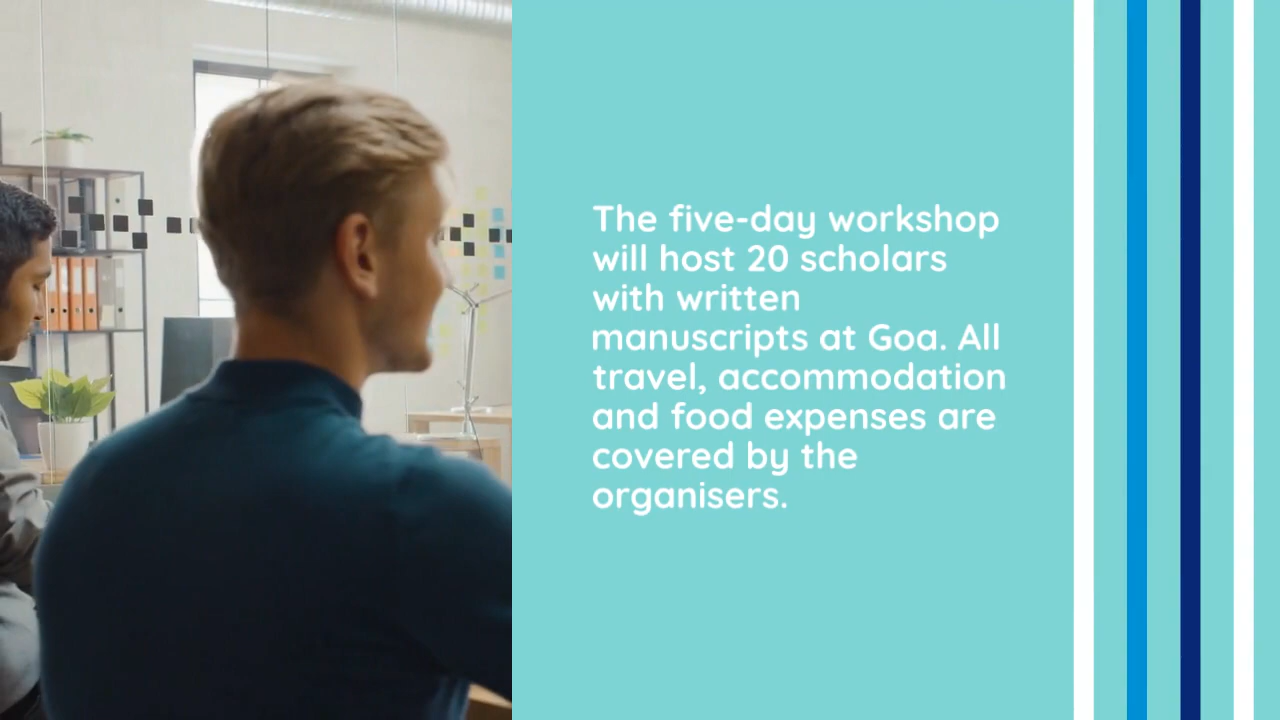 The five-day workshop
will host 20 scholars
with written
manuscripts at Goa. All
travel, accommodation
and food expenses are
covered by the
organisers.